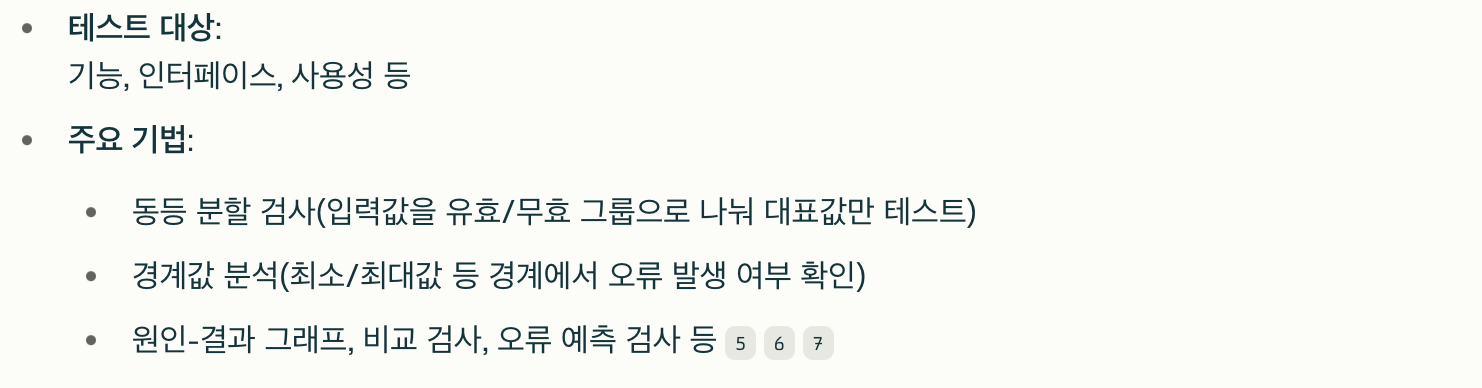 테스트 대상:
기능, 인터페이스, 사용성 등
주요 기법:
동등 분할 검사(입력값을 유효/무효 그룹으로 나눠 대표값만 테스트)
경계값 분석(최소/최대값 등 경계에서 오류 발생 여부 확인)
원인-결과 그래프, 비교 검사, 오류 예측 검사 등 5 6 7